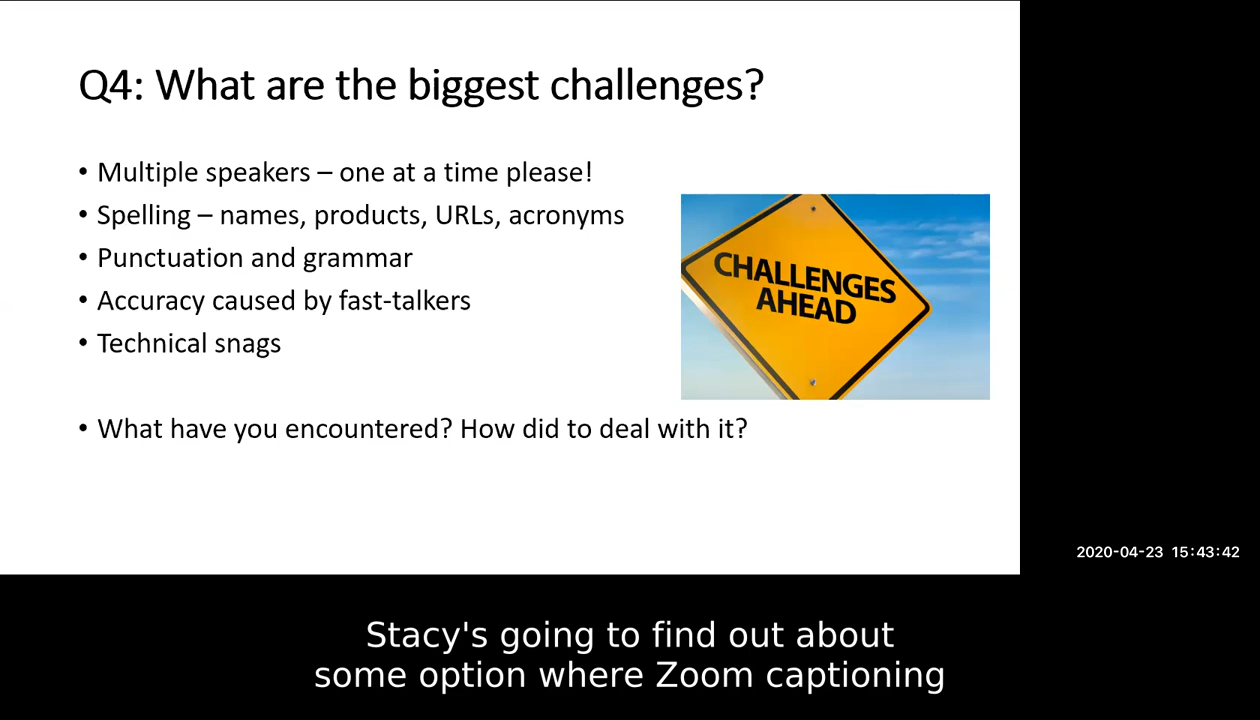 Q4: What are the biggest challenges?
• Multiple speakers – one at a time please!
• Spelling – names, products, URLs, acronyms
• Punctuation and grammar
• Accuracy caused by fast-talkers
• Technical snags
CHALLENGES
AHEAD
• What have you encountered? How did to deal with it?
2020-04-23 15:43:42
Stacy's going to find out about
some option where Zoom captioning